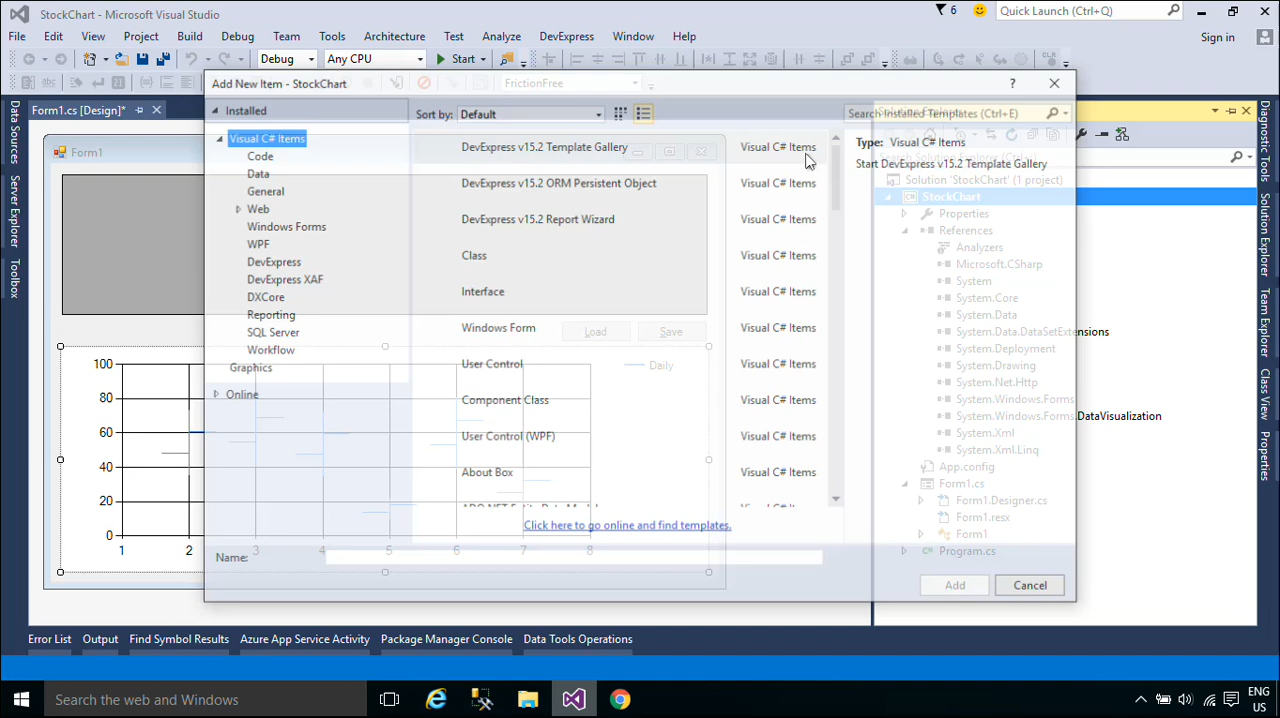 StockChart - Microsoft Visual Studio
6
Quick Launch (Ctrl+Q)
File Edit View Project Build Debug Team Tools Architecture Test Analyze DevExpress Window Help
Sign in
Debug Any CPU Start
FrictionFree
Add New Item - StockChart
?
Form1.cs [Design]*
Data Sources
Server Explorer
Toolbox
Form1
Load
Save
Daily
100
80
60
40
20
0
1 2 3 4 5 6 7 8
Installed
Visual C# Items
Code
Data
General
Web
Windows Forms
WPF
DevExpress
DevExpress XAF
DXCore
Reporting
SQL Server
Workflow
Graphics
Online
Sort by: Default
DevExpress v15.2 Template Gallery Visual C# Items
DevExpress v15.2 ORM Persistent Object Visual C# Items
DevExpress v15.2 Report Wizard Visual C# Items
Class Visual C# Items
Interface Visual C# Items
Windows Form Visual C# Items
User Control Visual C# Items
Component Class Visual C# Items
User Control (WPF) Visual C# Items
About Box Visual C# Items
Click here to go online and find templates.
Name:
Search Installed Templates (Ctrl+E)
Type: Visual C# Items
Start DevExpress v15.2 Template Gallery
Add
Cancel
Solution Explorer
Solution 'StockChart' (1 project)
StockChart
Properties
References
Analyzers
Microsoft.CSharp
System
System.Core
System.Data
System.Data.DataSetExtensions
System.Deployment
System.Drawing
System.Net.Http
System.Windows.Forms
System.Windows.Forms.DataVisualization
System.Xml
System.Xml.Linq
App.config
Form1.cs
Form1.Designer.cs
Form1.resx
Form1
Program.cs
Diagnostic Tools
Solution Explorer
Team Explorer
Class View
Properties
Error List Output Find Symbol Results Azure App Service Activity Package Manager Console Data Tools Operations
Search the web and Windows
ENG
US